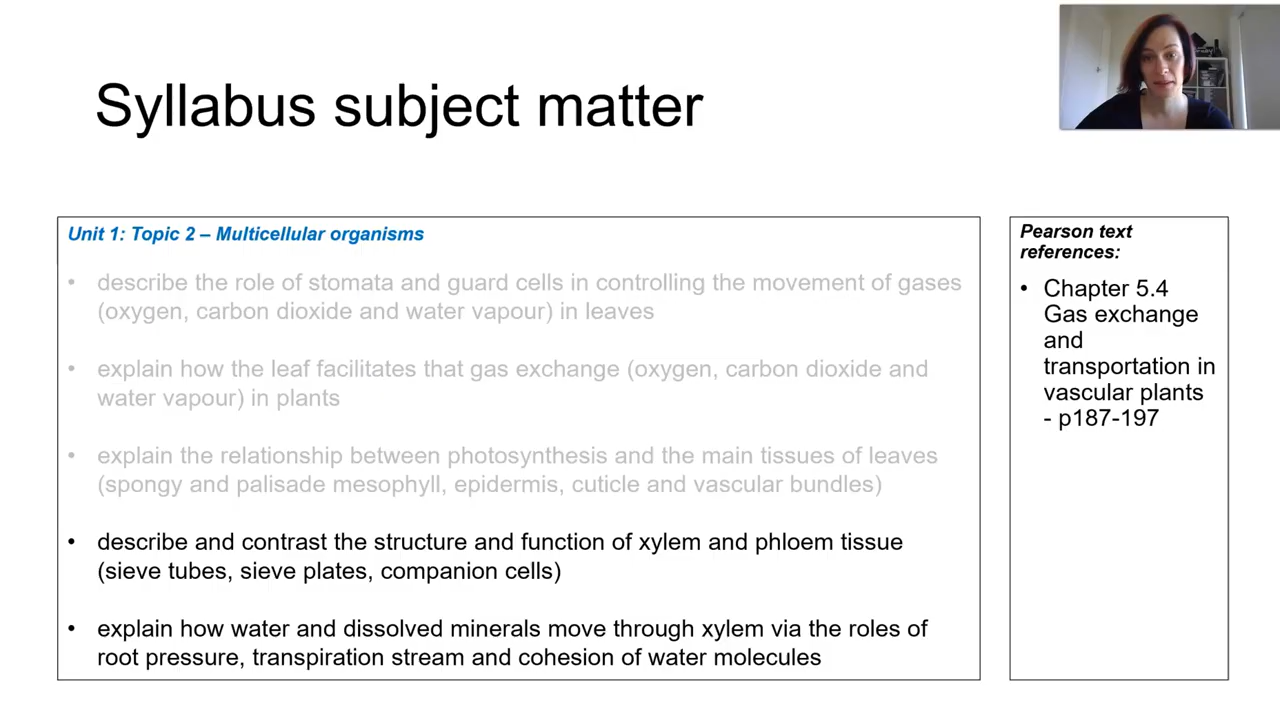 Syllabus subject matter
Unit 1: Topic 2 – Multicellular organisms
• describe the role of stomata and guard cells in controlling the movement of gases
(oxygen, carbon dioxide and water vapour) in leaves
• explain how the leaf facilitates that gas exchange (oxygen, carbon dioxide and
water vapour) in plants
• explain the relationship between photosynthesis and the main tissues of leaves
(spongy and palisade mesophyll, epidermis, cuticle and vascular bundles)
• describe and contrast the structure and function of xylem and phloem tissue
(sieve tubes, sieve plates, companion cells)
• explain how water and dissolved minerals move through xylem via the roles of
root pressure, transpiration stream and cohesion of water molecules
Pearson text
references:
• Chapter 5.4
Gas exchange
and
transportation in
vascular plants
- p187-197